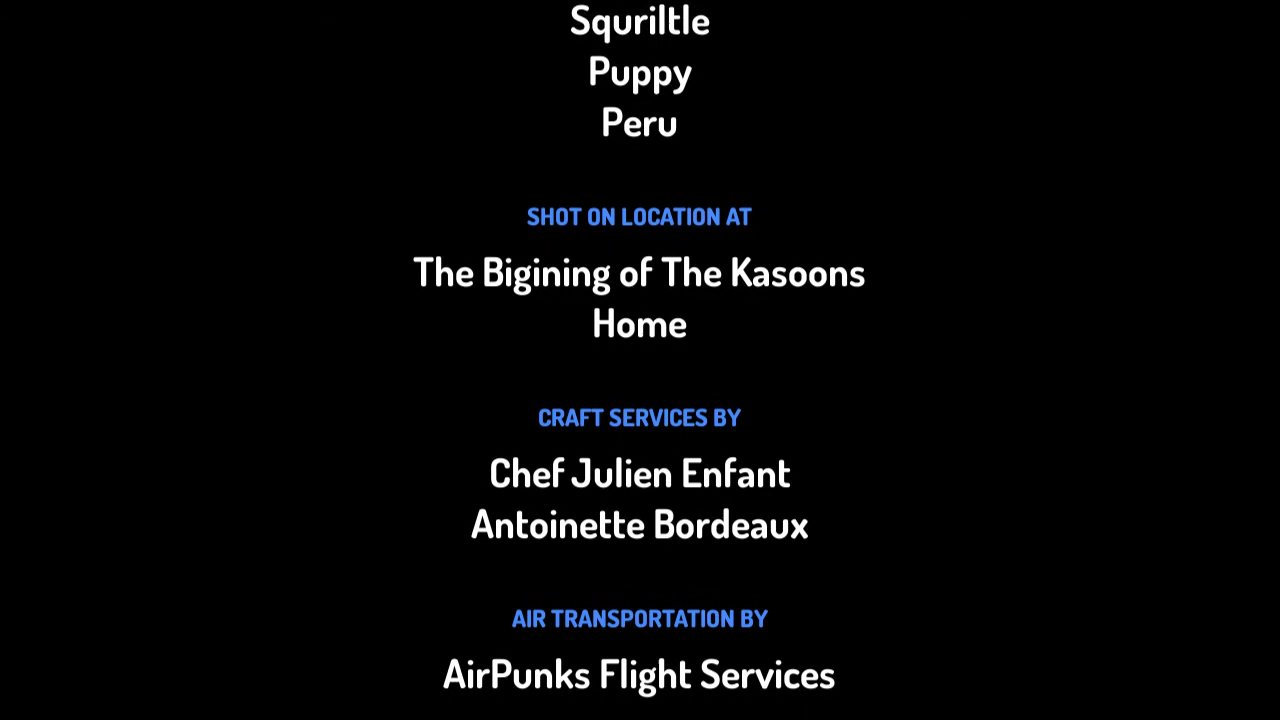 Squriltle
Puppy
Peru
SHOT ON LOCATION AT
The Bigining of The Kasoons
Home
CRAFT SERVICES BY
Chef Julien Enfant
Antoinette Bordeaux
AIR TRANSPORTATION BY
AirPunks Flight Services